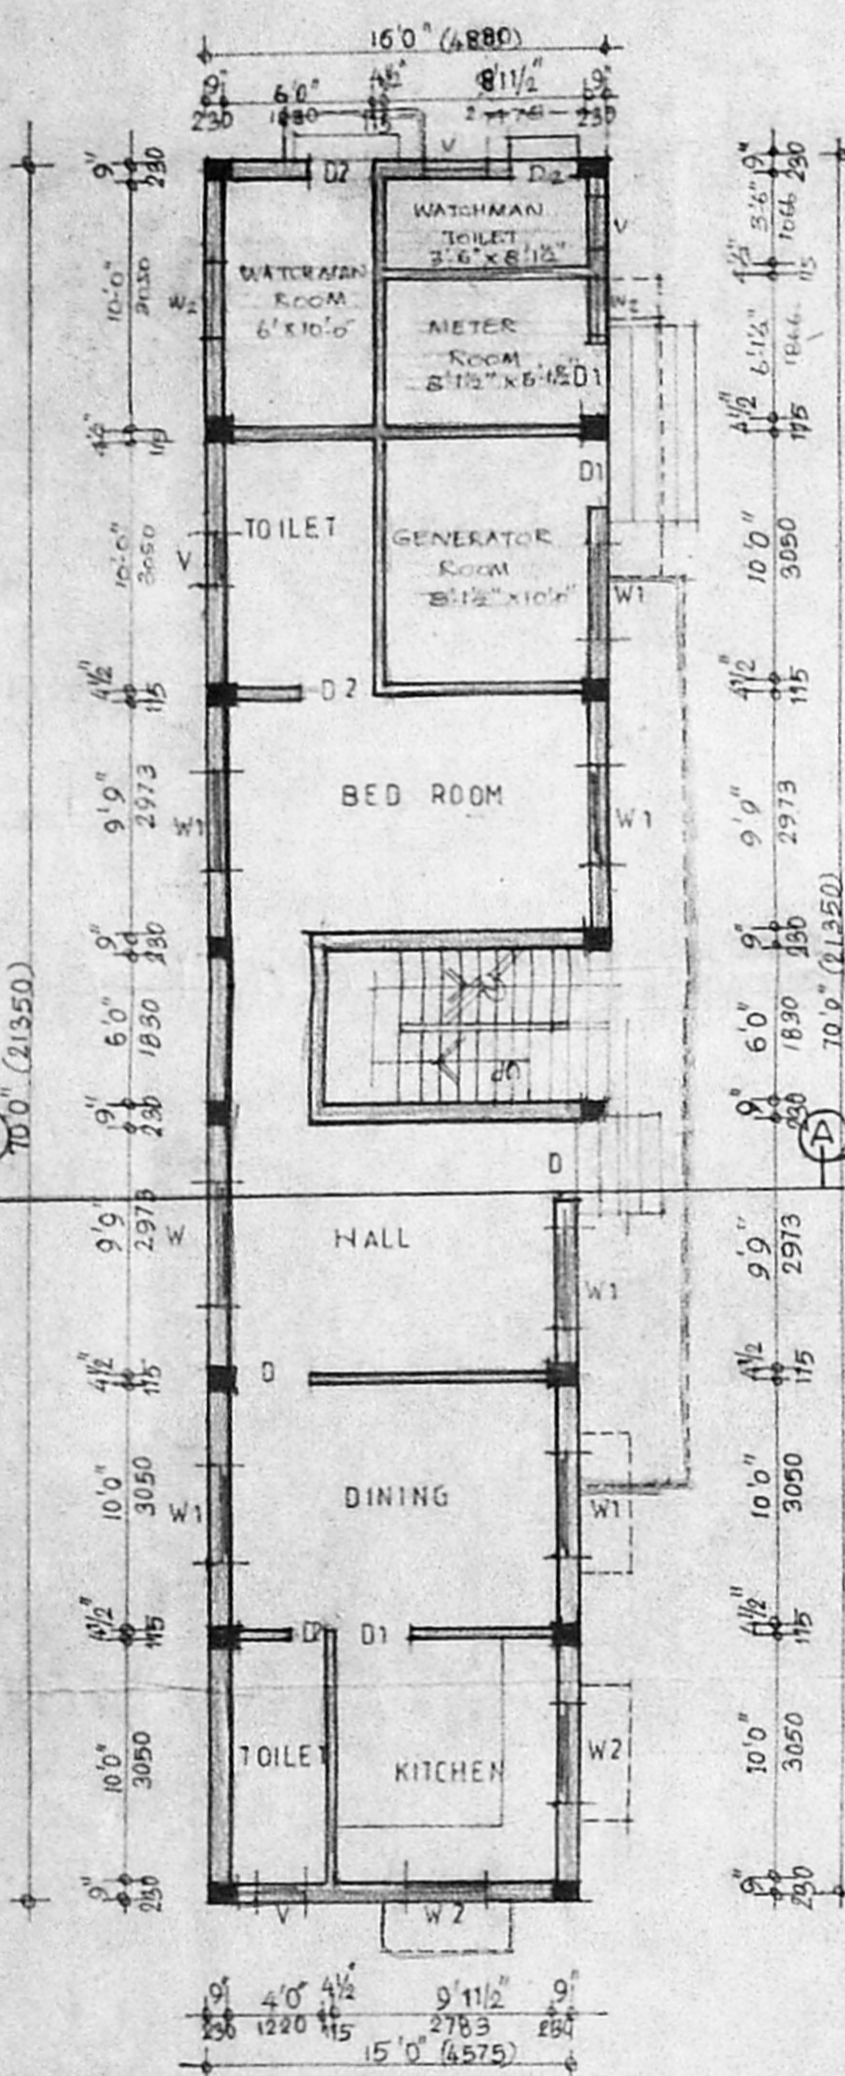 16'0" (4880)
9" 6'0" 4½" 8'11/2" 9"
230 1830 115 230
9" 230
10'-0" 3050
4½" 115
10'-0" 3050
4½" 115
9'9" 2973
9" 230
6'0" 1830
9" 230
9'9" 2973
4½" 115
10'0" 3050
4½" 115
10'0" 3050
9" 230
70'0" (21350)
D2 V D2
WATCHMAN
TOILET
3'-6" x 8'-1½"
V
WATCHMAN
ROOM
6' X 10'-0"
W2
W2
METER
ROOM
8'-1½" x 6'-1½"
D1
D1
TOILET
V
GENERATOR
ROOM
8'-1½" x 10'-0"
W1
D2
BED ROOM
W1
W1
UP
D
HALL
W
W1
D
DINING
W1
W1
D2 D1
TOILET
KITCHEN
W2
V W2
9" 230
3'-6" 1066
4½" 115
6'-1½" 1866
4½" 115
10'0" 3050
4½" 115
9'9" 2973
9" 230
6'0" 1830
9" 230
9'9" 2973
4½" 115
10'0" 3050
4½" 115
10'0" 3050
9" 230
70'0" (21350)
A
9" 4'0" 4½" 9'11/2" 9"
230 1220 115 2783 230
15'0" (4575)